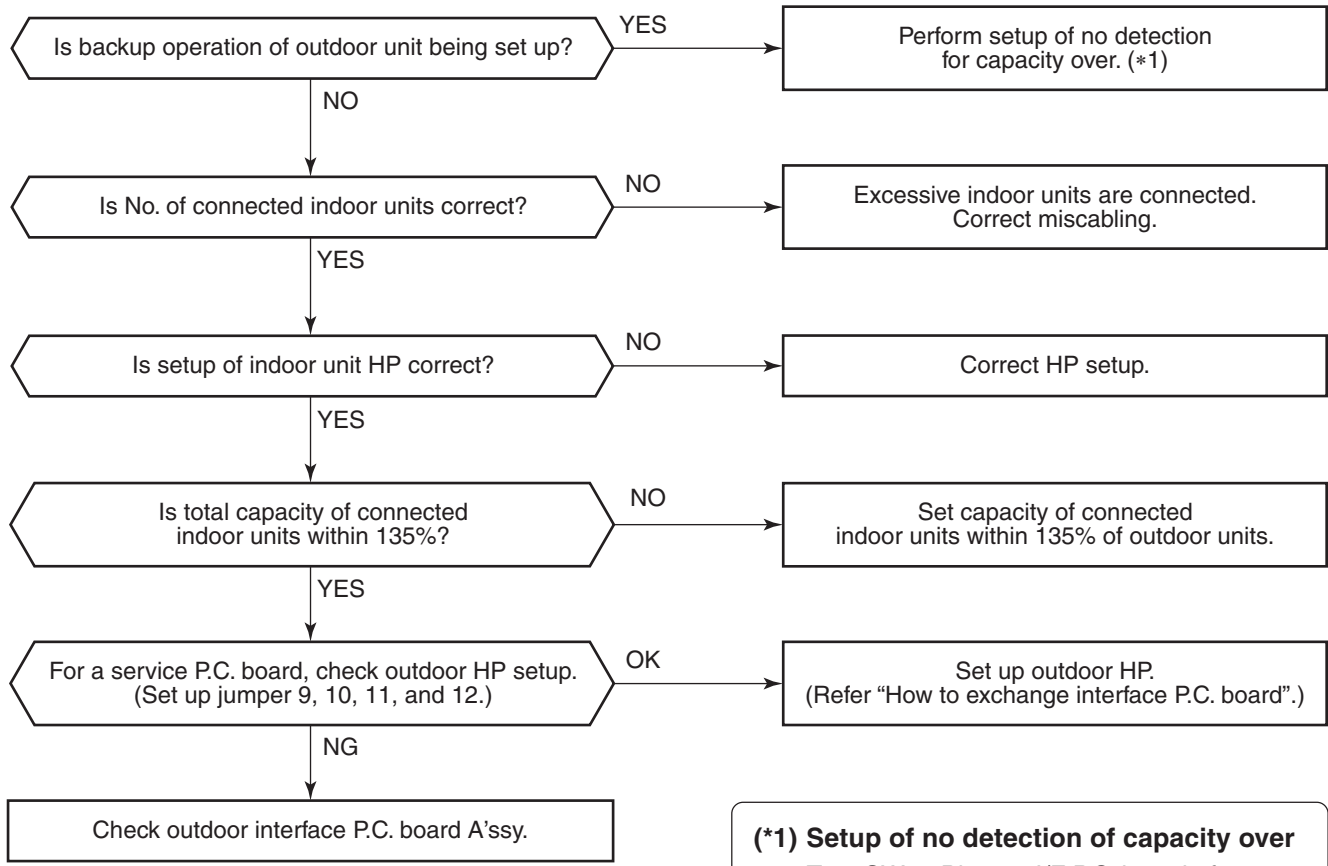 Is backup operation of outdoor unit being set up?
YES
Perform setup of no detection
for capacity over. (*1)
NO
Is No. of connected indoor units correct?
NO
Excessive indoor units are connected.
Correct miscabling.
YES
Is setup of indoor unit HP correct?
NO
Correct HP setup.
YES
Is total capacity of connected
indoor units within 135%?
NO
Set capacity of connected
indoor units within 135% of outdoor units.
YES
For a service P.C. board, check outdoor HP setup.
(Set up jumper 9, 10, 11, and 12.)
OK
Set up outdoor HP.
(Refer “How to exchange interface P.C. board”.)
NG
Check outdoor interface P.C. board A’ssy.
(*1) Setup of no detection of capacity over